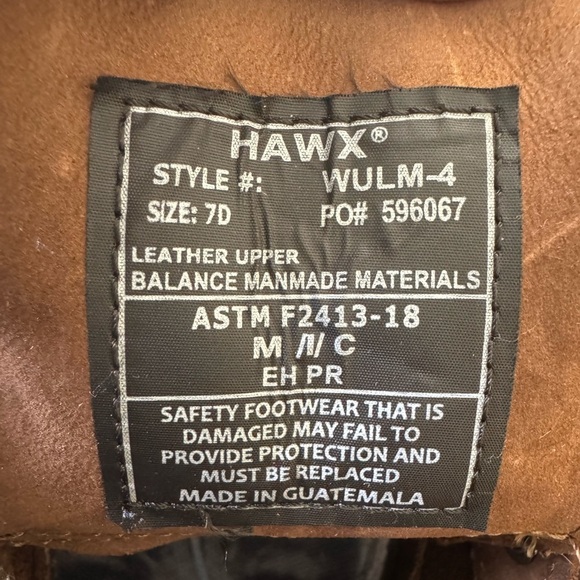 HAWX®
STYLE #: WULM-4
SIZE: 7D PO# 596067
LEATHER UPPER
BALANCE MANMADE MATERIALS
ASTM F2413-18
M /I/ C
EH PR
SAFETY FOOTWEAR THAT IS
DAMAGED MAY FAIL TO
PROVIDE PROTECTION AND
MUST BE REPLACED
MADE IN GUATEMALA